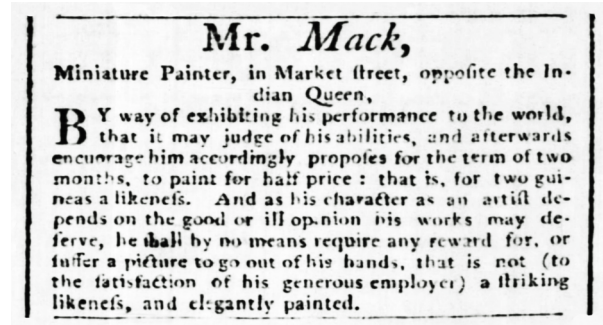 Mr. Mack,
Miniature Painter, in Market ſtreet, oppoſite the In-
dian Queen,
BY way of exhibiting his performance to the world,
that it may judge of his abilities, and afterwards
encuorage him accordingly propoſes for the term of two
months, to paint for half price : that is, for two gui-
neas a likeneſs. And as his character as an artiſt de-
pends on the good or ill opinion his works may de-
ſerve, he ſhall by no means require any reward for, or
ſuffer a picture to go out of his hands, that is not (to
the ſatisfaction of his generous employer) a ſtriking
likeneſs, and elegantly painted.